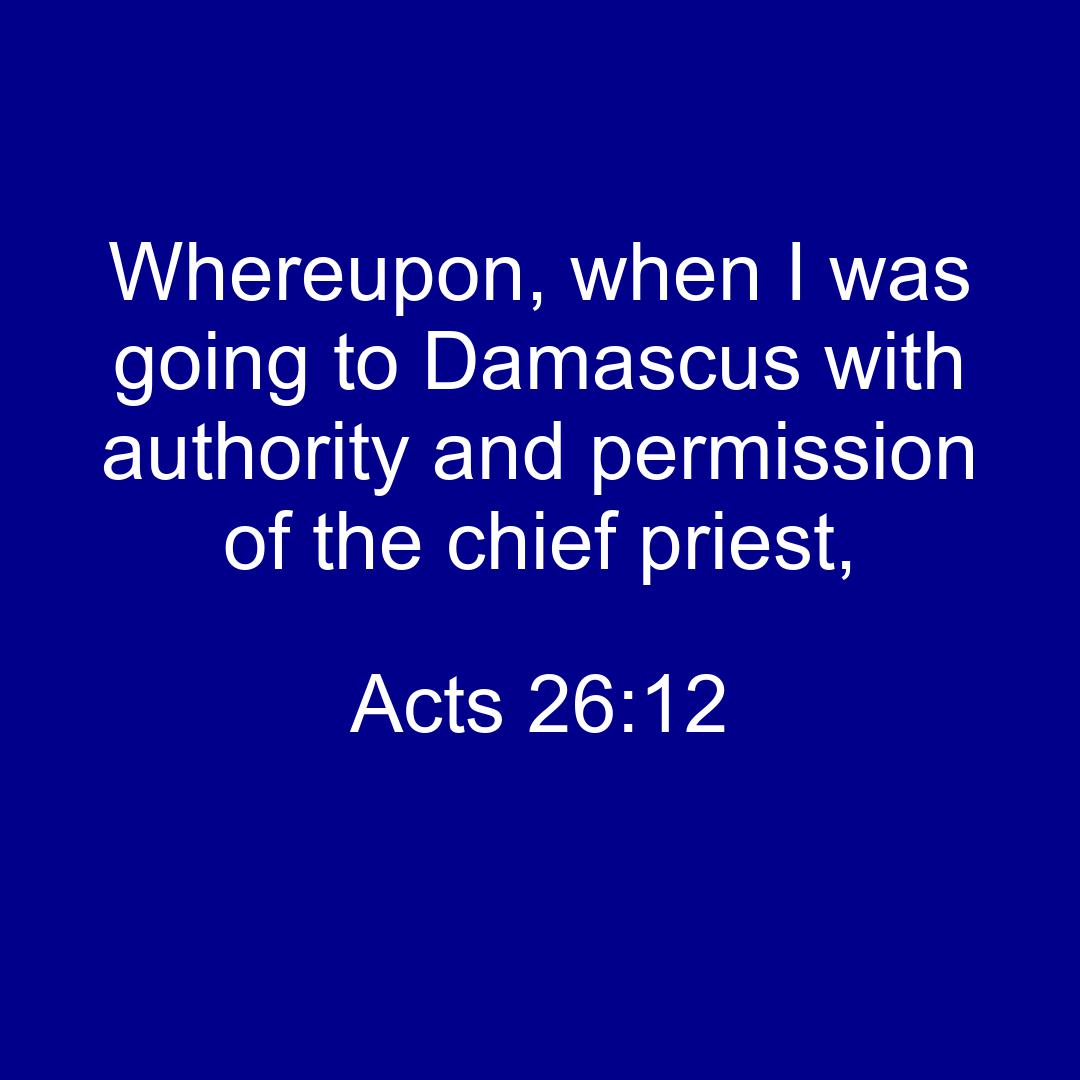 Whereupon, when I was
going to Damascus with
authority and permission
of the chief priest,
Acts 26:12